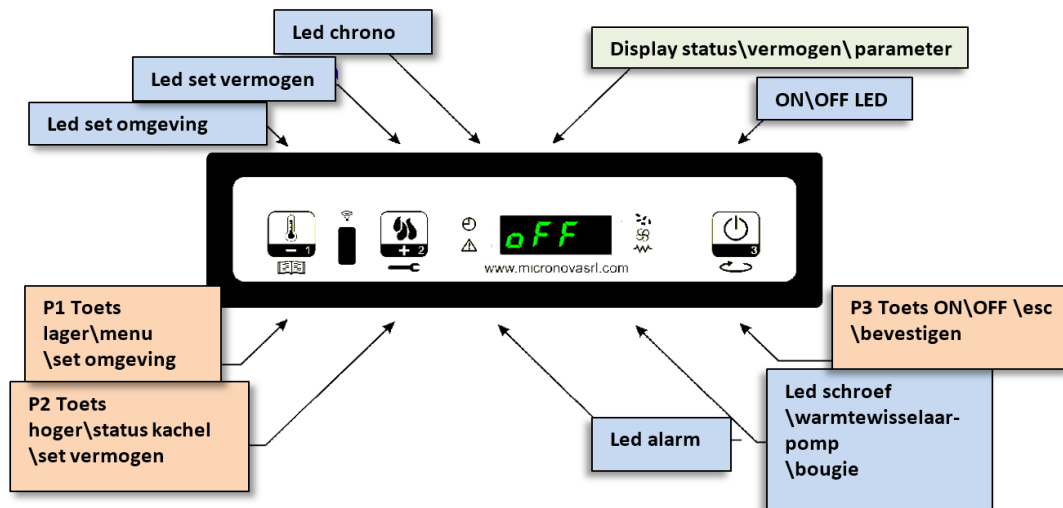 Led chrono
Display status\vermogen\ parameter
Led set vermogen
ON\OFF LED
Led set omgeving
- 1
+ 2
oFF
3
www.micronovasrl.com
P1 Toets
lager\menu
\set omgeving
P2 Toets
hoger\status kachel
\set vermogen
Led alarm
P3 Toets ON\OFF \esc
\bevestigen
Led schroef
\warmtewisselaar-
pomp
\bougie